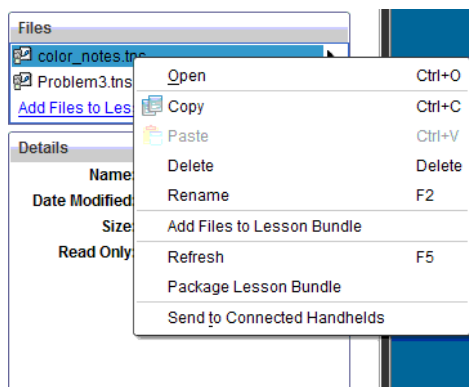 Files
color_notes.tns
Problem3.tns
Add Files to Les
Details
Name:
Date Modified:
Size:
Read Only:
Open Ctrl+O
Copy Ctrl+C
Paste Ctrl+V
Delete Delete
Rename F2
Add Files to Lesson Bundle
Refresh F5
Package Lesson Bundle
Send to Connected Handhelds